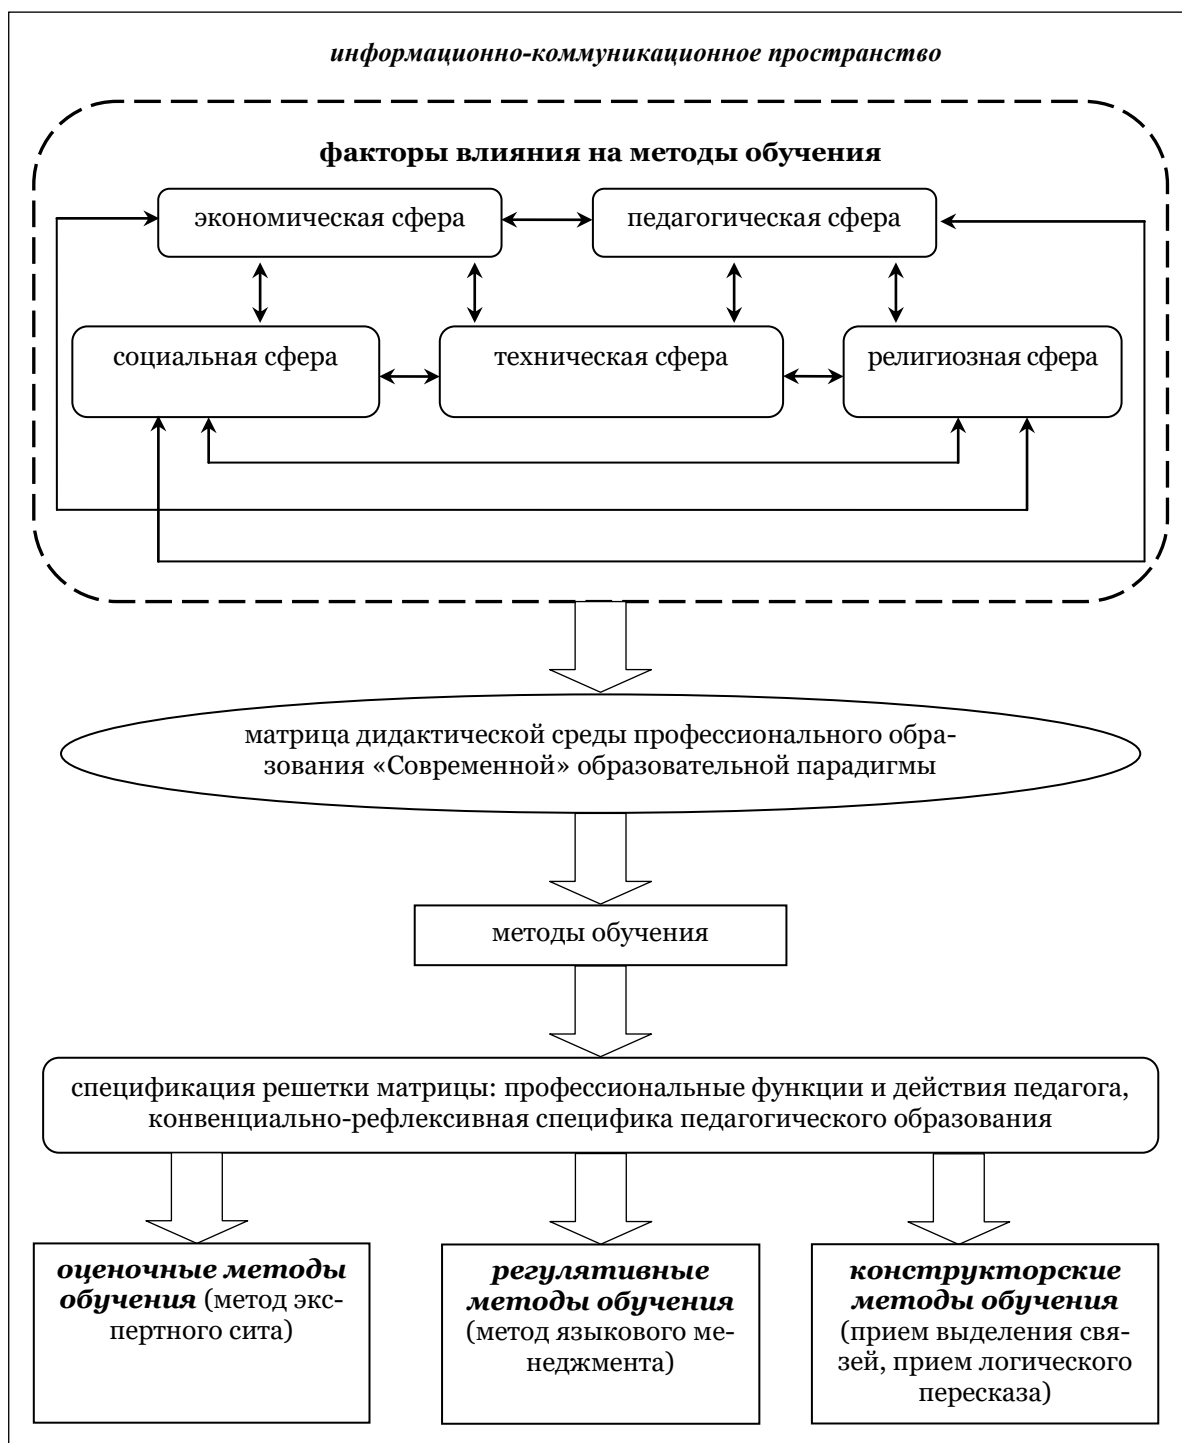 информационно-коммуникационное пространство
факторы влияния на методы обучения
экономическая сфера
педагогическая сфера
социальная сфера
техническая сфера
религиозная сфера
матрица дидактической среды профессионального обра-
зования «Современной» образовательной парадигмы
методы обучения
спецификация решетки матрицы: профессиональные функции и действия педагога,
конвенциально-рефлексивная специфика педагогического образования
оценочные методы
обучения (метод экс-
пертного сита)
регулятивные
методы обучения
(метод языкового ме-
неджмента)
конструкторские
методы обучения
(прием выделения свя-
зей, прием логического
пересказа)